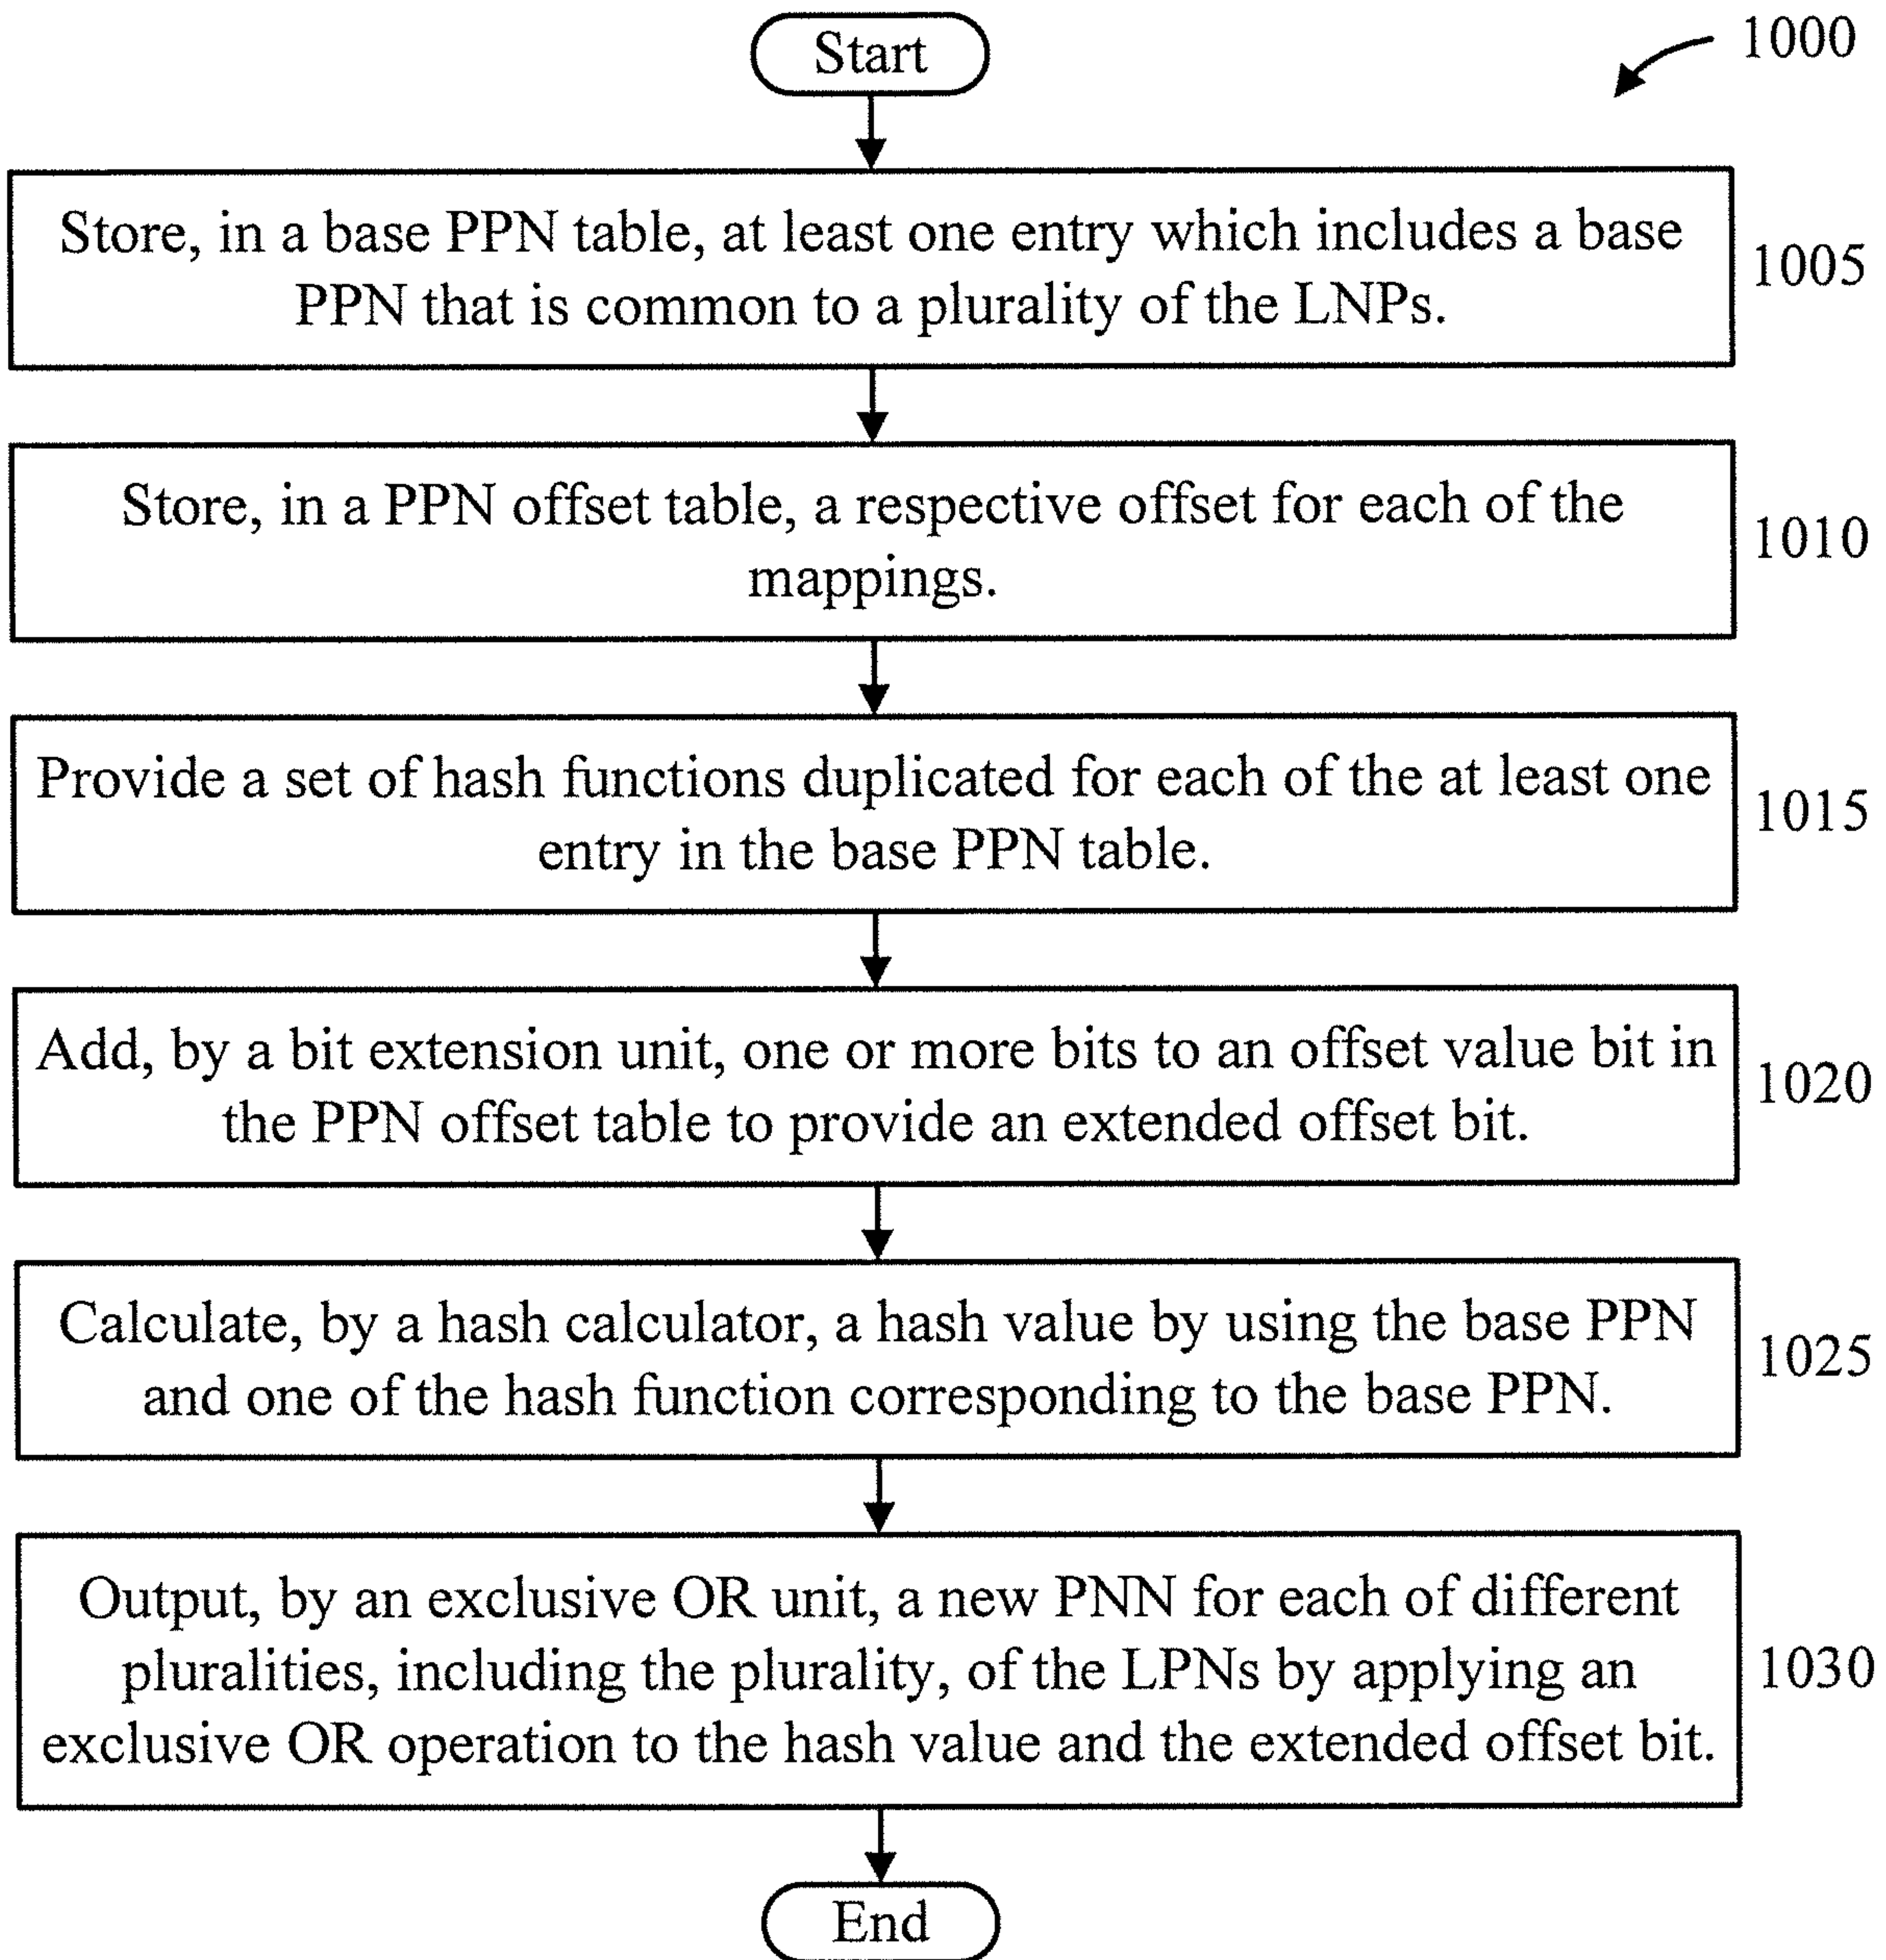 Start
1000
Store, in a base PPN table, at least one entry which includes a base
PPN that is common to a plurality of the LNPs.
1005
Store, in a PPN offset table, a respective offset for each of the
mappings.
1010
Provide a set of hash functions duplicated for each of the at least one
entry in the base PPN table.
1015
Add, by a bit extension unit, one or more bits to an offset value bit in
the PPN offset table to provide an extended offset bit.
1020
Calculate, by a hash calculator, a hash value by using the base PPN
and one of the hash function corresponding to the base PPN.
1025
Output, by an exclusive OR unit, a new PNN for each of different
pluralities, including the plurality, of the LPNs by applying an
exclusive OR operation to the hash value and the extended offset bit.
1030
End